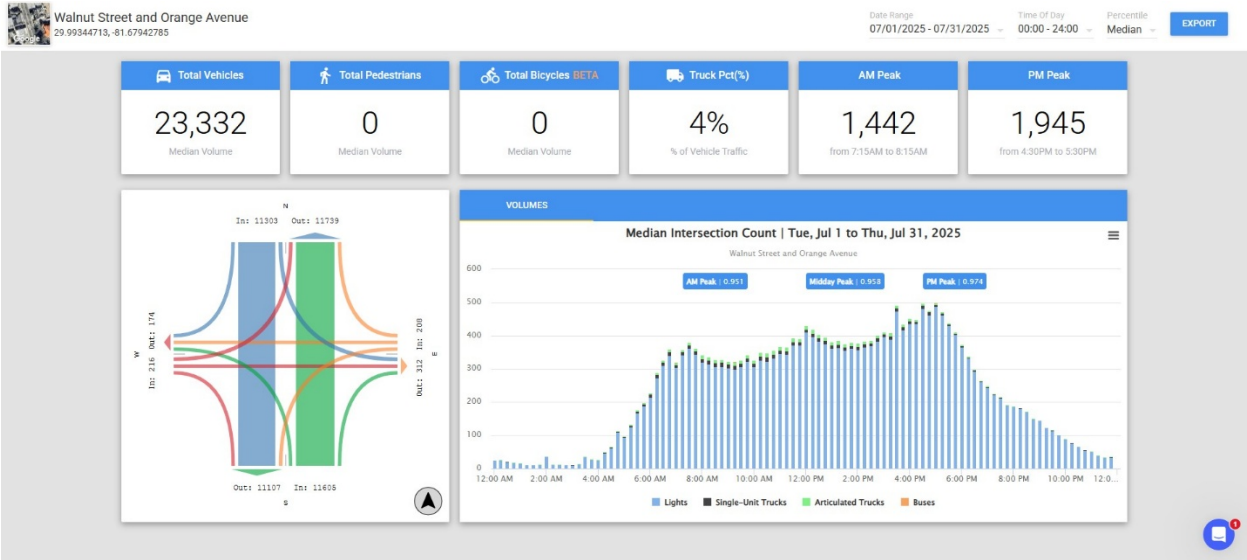 Google
Walnut Street and Orange Avenue
29.99344713, -81.67942785
Date Range
07/01/2025 - 07/31/2025
Time Of Day
00:00 - 24:00
Percentile
Median
EXPORT
Total Vehicles
23,332
Median Volume
Total Pedestrians
0
Median Volume
Total Bicycles BETA
0
Median Volume
Truck Pct(%)
4%
% of Vehicle Traffic
AM Peak
1,442
from 7:15AM to 8:15AM
PM Peak
1,945
from 4:30PM to 5:30PM
N
In: 11303 Out: 11739
W
In: 216 Out: 174
E
Out: 312 In: 208
Out: 11107 In: 11605
S
VOLUMES
Median Intersection Count | Tue, Jul 1 to Thu, Jul 31, 2025
Walnut Street and Orange Avenue
AM Peak | 0.951
Midday Peak | 0.958
PM Peak | 0.974
600
500
400
300
200
100
0
12:00 AM 2:00 AM 4:00 AM 6:00 AM 8:00 AM 10:00 AM 12:00 PM 2:00 PM 4:00 PM 6:00 PM 8:00 PM 10:00 PM 12:0...
Lights Single-Unit Trucks Articulated Trucks Buses
1